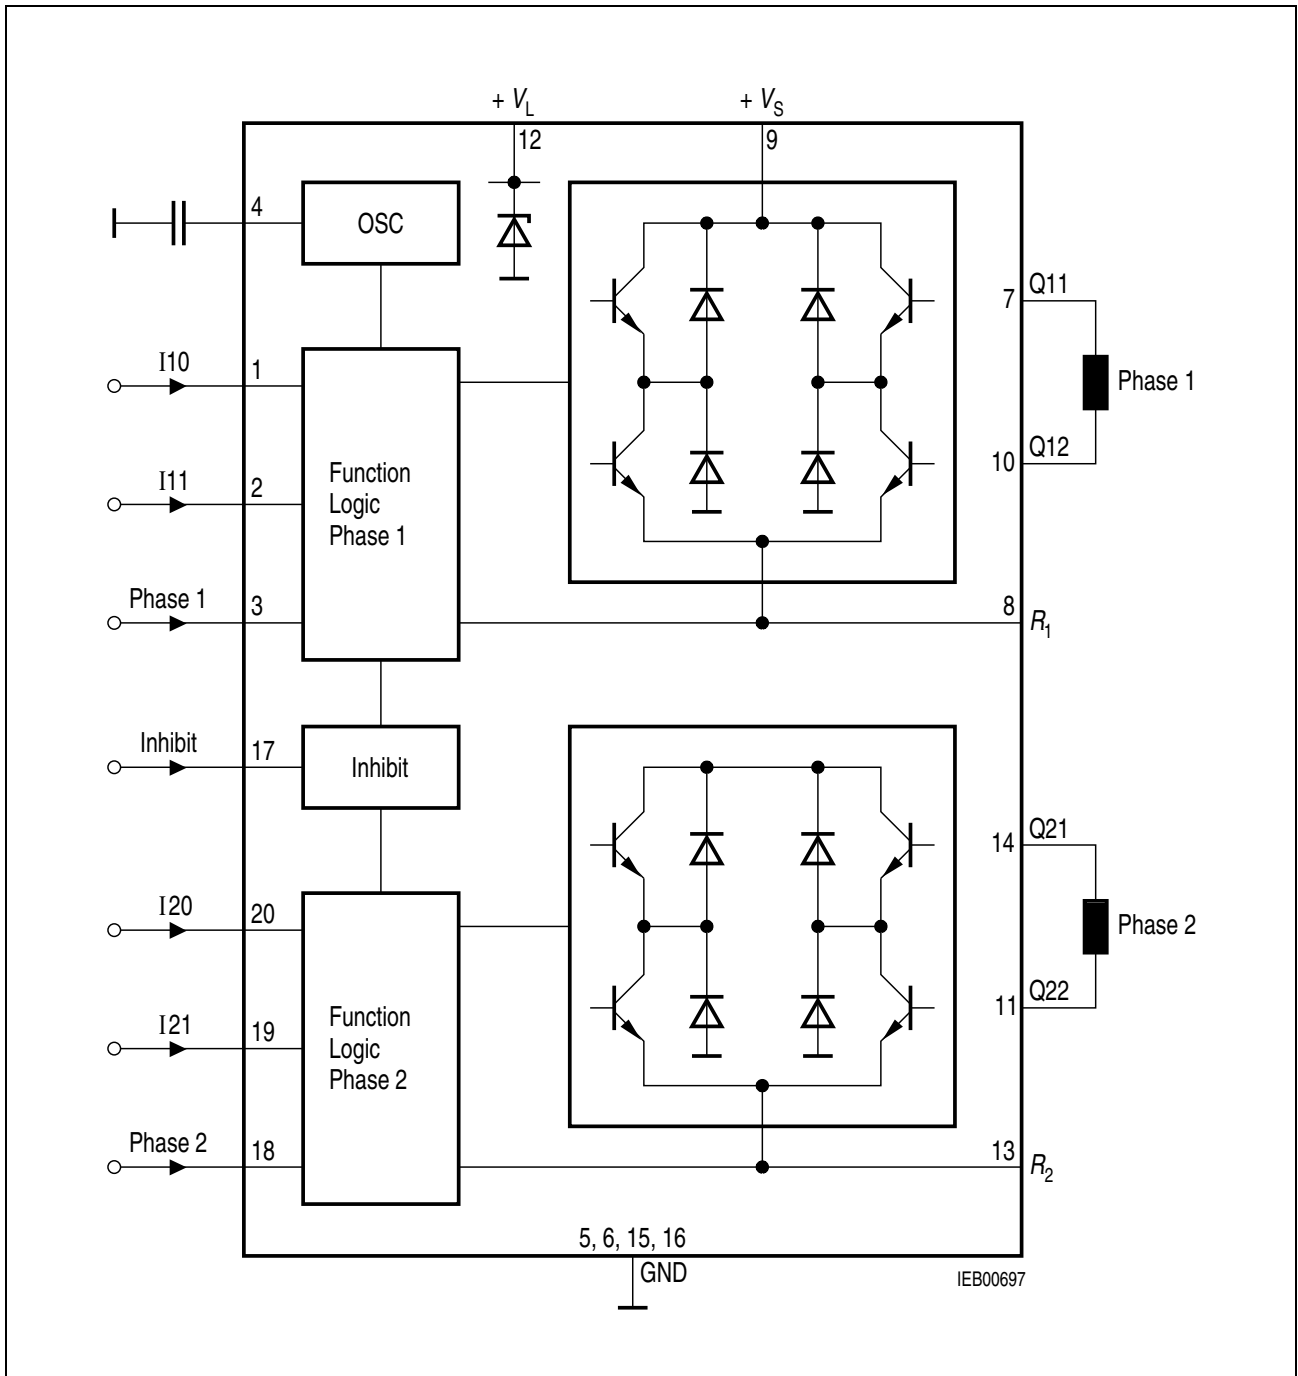 + VL
+ VS
12
9
4
OSC
7
Q11
I10
1
Phase 1
Function
Logic
Phase 1
10
Q12
I11
2
Phase 1
3
8
R1
Inhibit
17
Inhibit
14
Q21
I20
20
Phase 2
Function
Logic
Phase 2
11
Q22
I21
19
Phase 2
18
13
R2
5, 6, 15, 16
GND
IEB00697